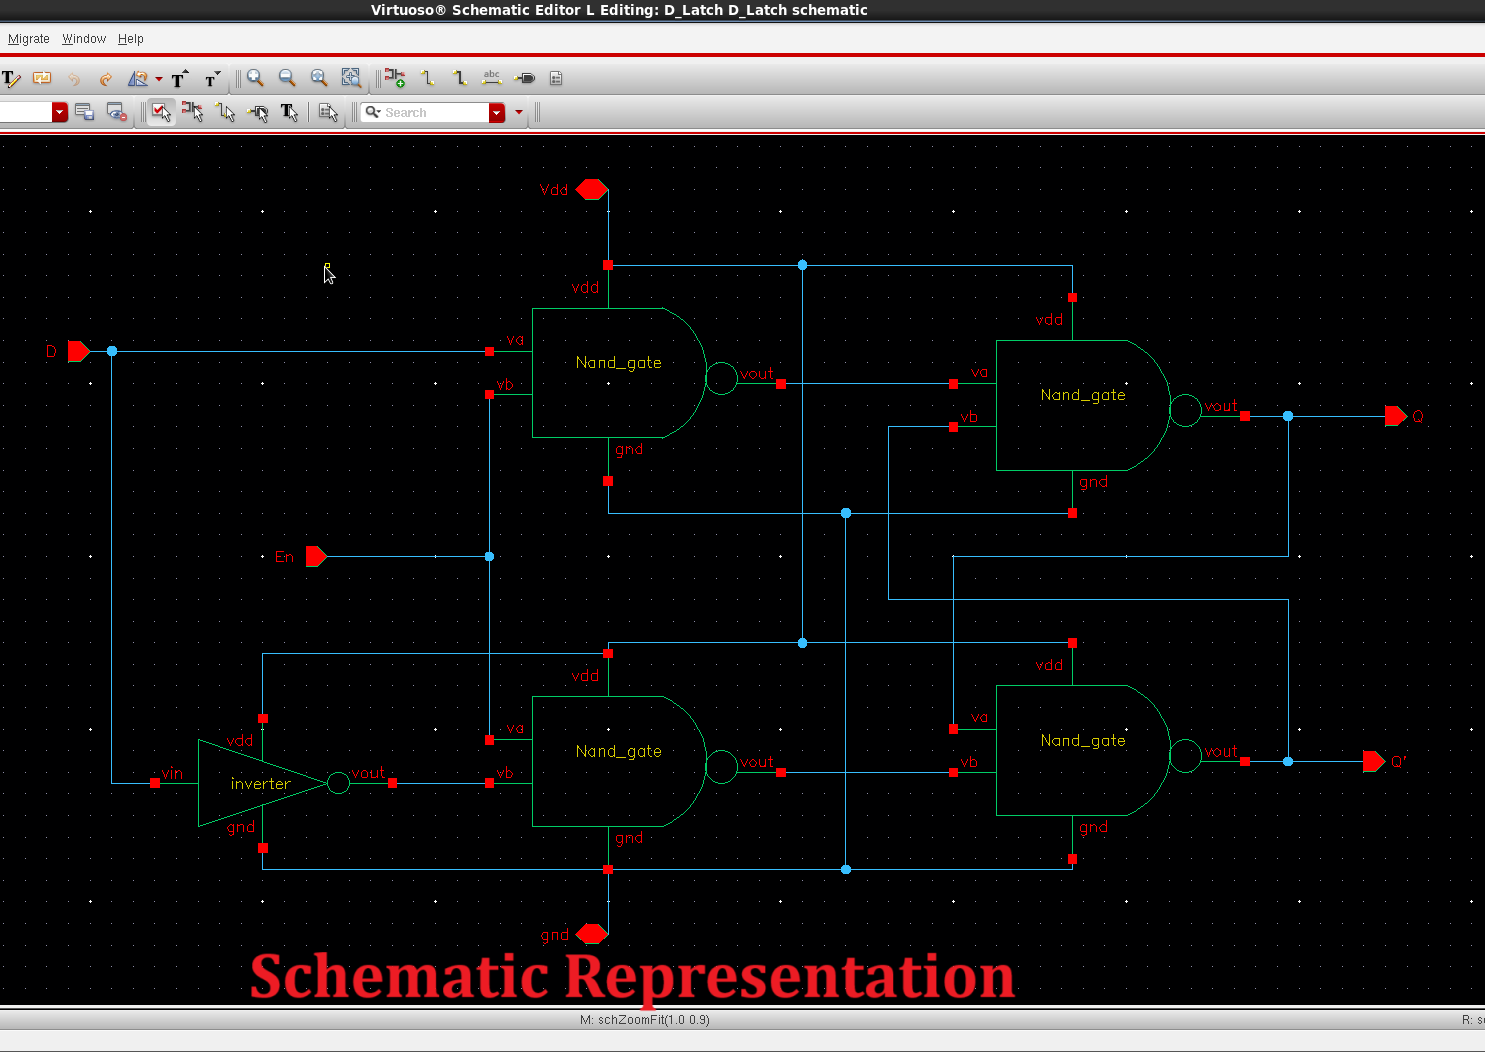 Virtuoso® Schematic Editor L Editing: D_Latch D_Latch schematic
Migrate Window Help
abc
Search
Vdd
vdd
vdd
D
va
Nand_gate
vout
va
Nand_gate
vb
vb
vout
Q
gnd
gnd
En
vdd
vdd
vdd
va
Nand_gate
va
Nand_gate
vin
inverter
vout
vb
vout
vb
vout
Q'
gnd
gnd
gnd
gnd
Schematic Representation
M: schZoomFit(1.0 0.9)
R: